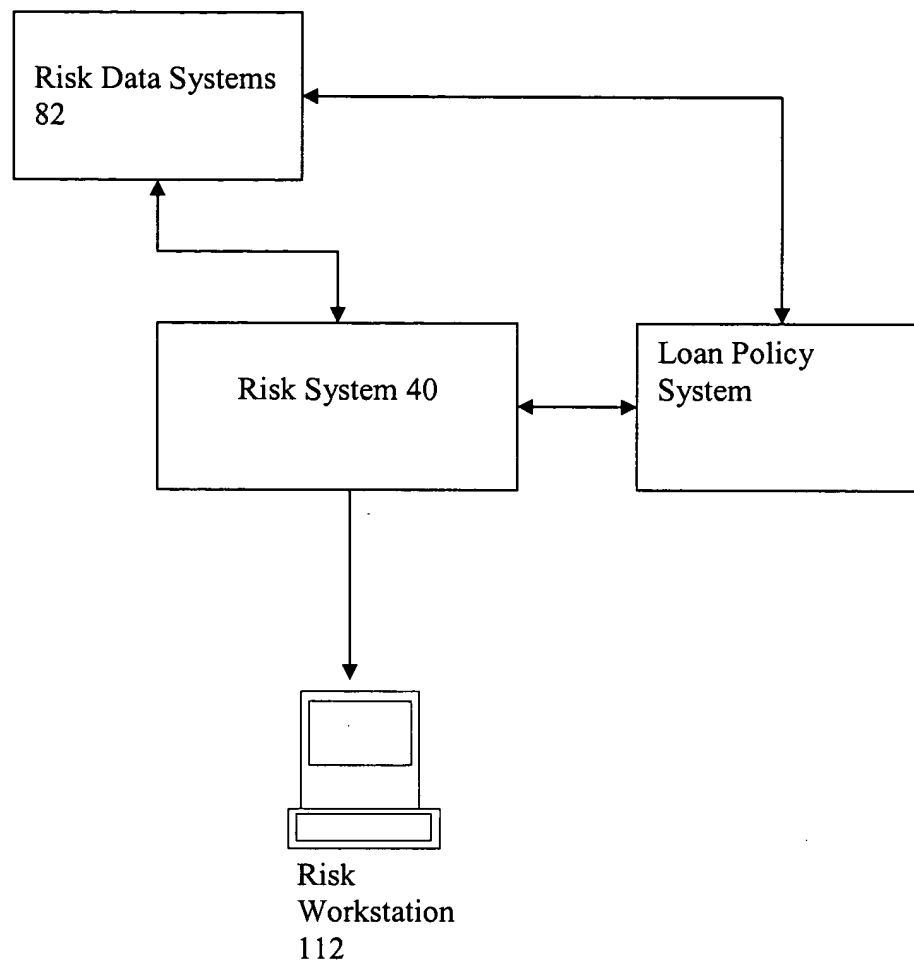 Risk Data Systems
82
Risk System 40
Loan Policy
System
Risk
Workstation
112